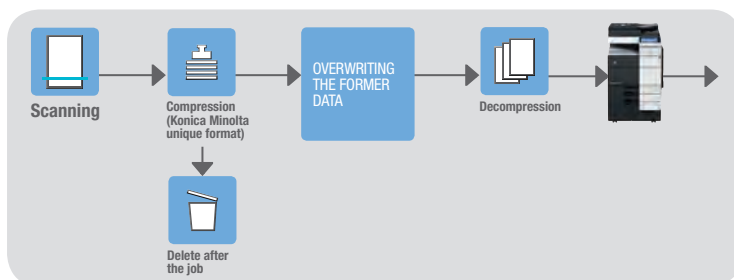 Scanning
Compression
(Konica Minolta
unique format)
OVERWRITING
THE FORMER
DATA
Decompression
Delete after
the job